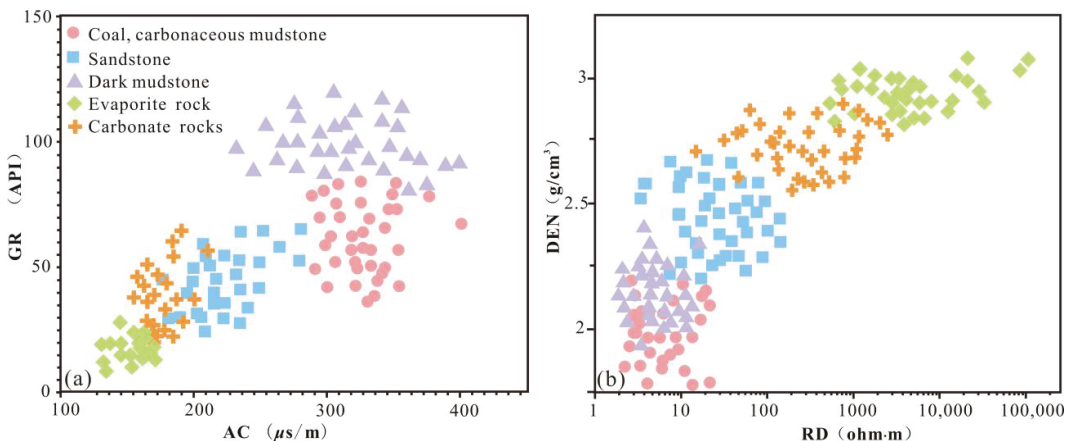 150
100
50
0
GR (API)
Coal, carbonaceous mudstone
Sandstone
Dark mudstone
Evaporite rock
Carbonate rocks
(a)
100
200
300
400
AC (μs/m)
3
2.5
2
DEN (g/cm³)
(b)
1
10
100
1000
10,000
100,000
RD (ohm·m)